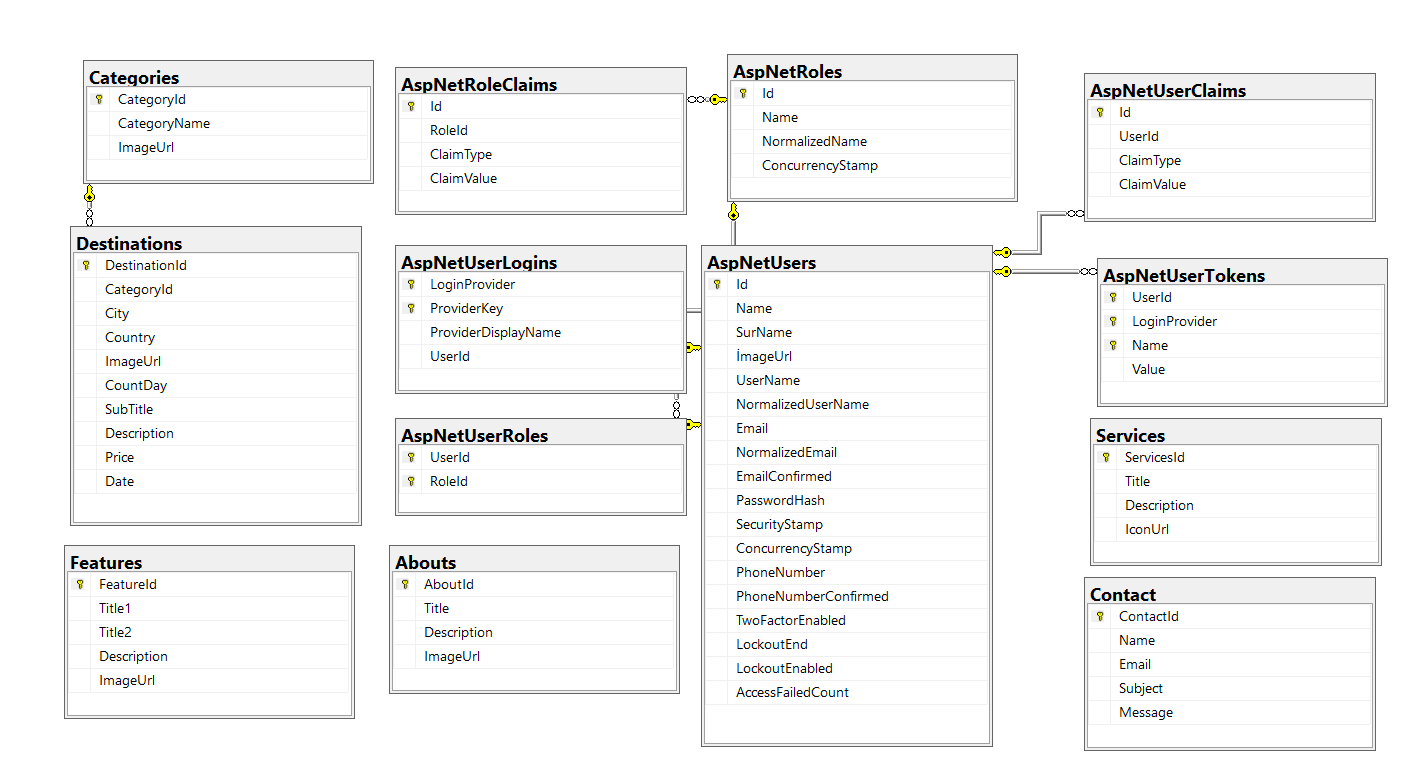 Categories
CategoryId
CategoryName
ImageUrl
AspNetRoleClaims
Id
RoleId
ClaimType
ClaimValue
AspNetRoles
Id
Name
NormalizedName
ConcurrencyStamp
AspNetUserClaims
Id
UserId
ClaimType
ClaimValue
Destinations
DestinationId
CategoryId
City
Country
ImageUrl
CountDay
SubTitle
Description
Price
Date
AspNetUserLogins
LoginProvider
ProviderKey
ProviderDisplayName
UserId
AspNetUsers
Id
Name
SurName
İmageUrl
UserName
NormalizedUserName
Email
NormalizedEmail
EmailConfirmed
PasswordHash
SecurityStamp
ConcurrencyStamp
PhoneNumber
PhoneNumberConfirmed
TwoFactorEnabled
LockoutEnd
LockoutEnabled
AccessFailedCount
AspNetUserTokens
UserId
LoginProvider
Name
Value
AspNetUserRoles
UserId
RoleId
Services
ServicesId
Title
Description
IconUrl
Features
FeatureId
Title1
Title2
Description
ImageUrl
Abouts
AboutId
Title
Description
ImageUrl
Contact
ContactId
Name
Email
Subject
Message